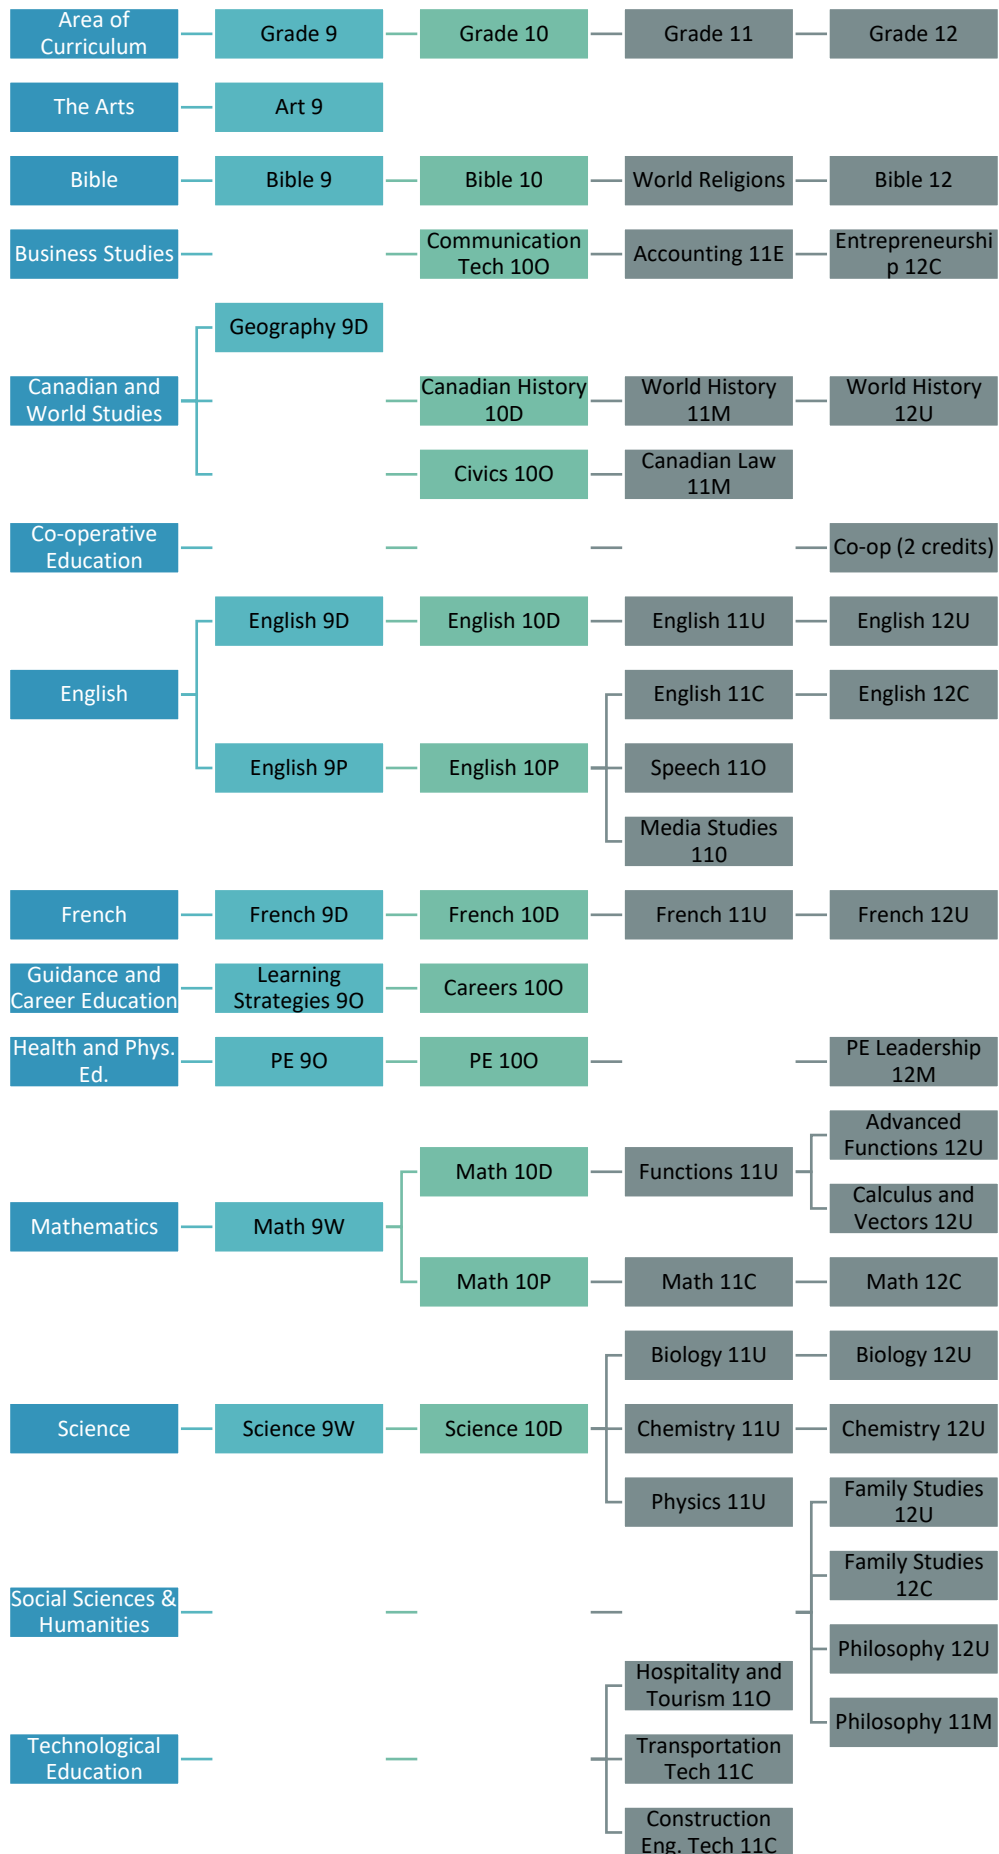 Area of
Curriculum
Grade 9
Grade 10
Grade 11
Grade 12
The Arts
Art 9
Bible
Bible 9
Bible 10
World Religions
Bible 12
Business Studies
Communication
Tech 10O
Accounting 11E
Entrepreneurshi
p 12C
Canadian and
World Studies
Geography 9D
Canadian History
10D
World History
11M
World History
12U
Civics 10O
Canadian Law
11M
Co-operative
Education
Co-op (2 credits)
English
English 9D
English 10D
English 11U
English 12U
English 9P
English 10P
English 11C
English 12C
Speech 11O
Media Studies
110
French
French 9D
French 10D
French 11U
French 12U
Guidance and
Career Education
Learning
Strategies 9O
Careers 10O
Health and Phys.
Ed.
PE 9O
PE 10O
PE Leadership
12M
Mathematics
Math 9W
Math 10D
Functions 11U
Advanced
Functions 12U
Calculus and
Vectors 12U
Math 10P
Math 11C
Math 12C
Science
Science 9W
Science 10D
Biology 11U
Biology 12U
Chemistry 11U
Chemistry 12U
Physics 11U
Social Sciences &
Humanities
Family Studies
12U
Family Studies
12C
Philosophy 12U
Philosophy 11M
Technological
Education
Hospitality and
Tourism 11O
Transportation
Tech 11C
Construction
Eng. Tech 11C